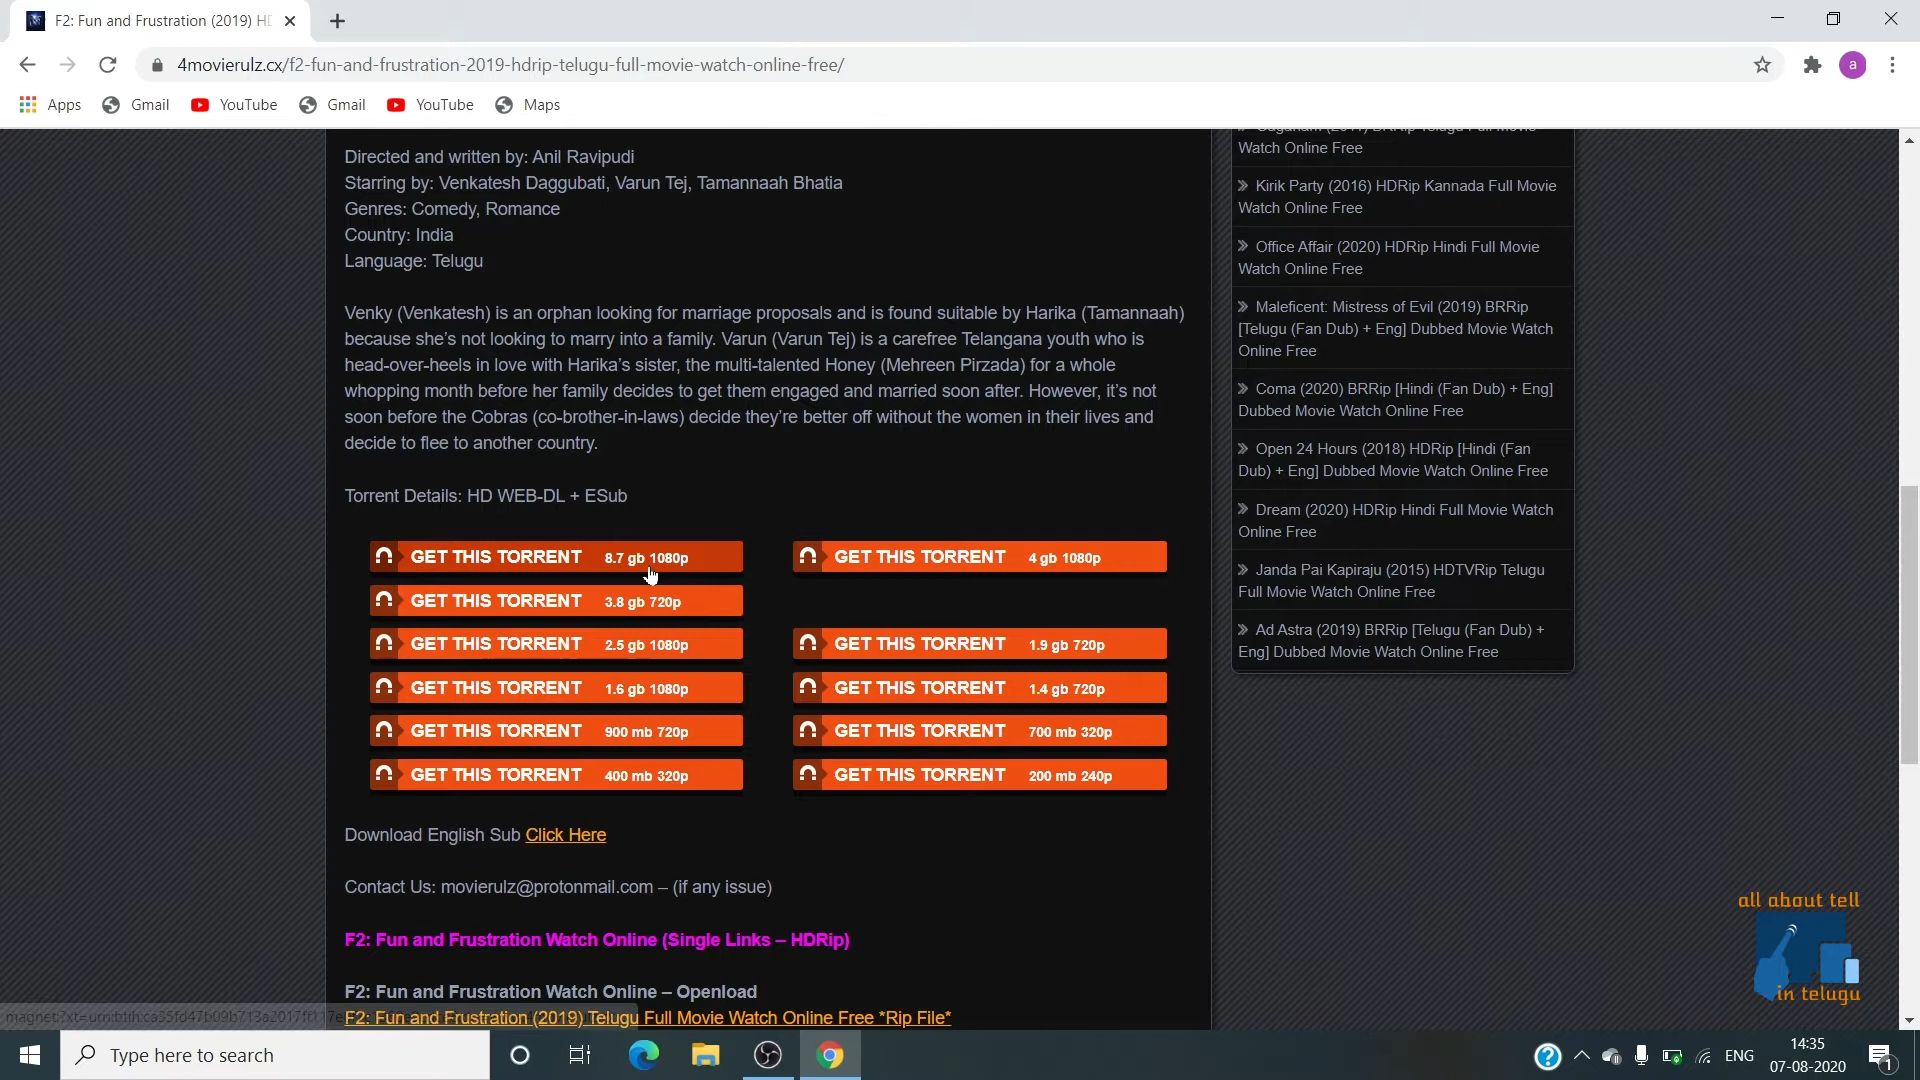 F2: Fun and Frustration (2019) HD
4movierulz.cx/f2-fun-and-frustration-2019-hdrip-telugu-full-movie-watch-online-free/
a
Apps Gmail YouTube Gmail YouTube Maps
Directed and written by: Anil Ravipudi
Starring by: Venkatesh Daggubati, Varun Tej, Tamannaah Bhatia
Genres: Comedy, Romance
Country: India
Language: Telugu
Venky (Venkatesh) is an orphan looking for marriage proposals and is found suitable by Harika (Tamannaah)
because she’s not looking to marry into a family. Varun (Varun Tej) is a carefree Telangana youth who is
head-over-heels in love with Harika’s sister, the multi-talented Honey (Mehreen Pirzada) for a whole
whopping month before her family decides to get them engaged and married soon after. However, it’s not
soon before the Cobras (co-brother-in-laws) decide they’re better off without the women in their lives and
decide to flee to another country.
Torrent Details: HD WEB-DL + ESub
GET THIS TORRENT 8.7 gb 1080p
GET THIS TORRENT 4 gb 1080p
GET THIS TORRENT 3.8 gb 720p
GET THIS TORRENT 2.5 gb 1080p
GET THIS TORRENT 1.9 gb 720p
GET THIS TORRENT 1.6 gb 1080p
GET THIS TORRENT 1.4 gb 720p
GET THIS TORRENT 900 mb 720p
GET THIS TORRENT 700 mb 320p
GET THIS TORRENT 400 mb 320p
GET THIS TORRENT 200 mb 240p
Download English Sub Click Here
Contact Us: movierulz@protonmail.com – (if any issue)
F2: Fun and Frustration Watch Online (Single Links – HDRip)
F2: Fun and Frustration Watch Online – Openload
F2: Fun and Frustration (2019) Telugu Full Movie Watch Online Free *Rip File*
Watch Online Free
» Kirik Party (2016) HDRip Kannada Full Movie
Watch Online Free
» Office Affair (2020) HDRip Hindi Full Movie
Watch Online Free
» Maleficent: Mistress of Evil (2019) BRRip
[Telugu (Fan Dub) + Eng] Dubbed Movie Watch
Online Free
» Coma (2020) BRRip [Hindi (Fan Dub) + Eng]
Dubbed Movie Watch Online Free
» Open 24 Hours (2018) HDRip [Hindi (Fan
Dub) + Eng] Dubbed Movie Watch Online Free
» Dream (2020) HDRip Hindi Full Movie Watch
Online Free
» Janda Pai Kapiraju (2015) HDTVRip Telugu
Full Movie Watch Online Free
» Ad Astra (2019) BRRip [Telugu (Fan Dub) +
Eng] Dubbed Movie Watch Online Free
all about tell
in telugu
Type here to search
ENG
14:35
07-08-2020
1